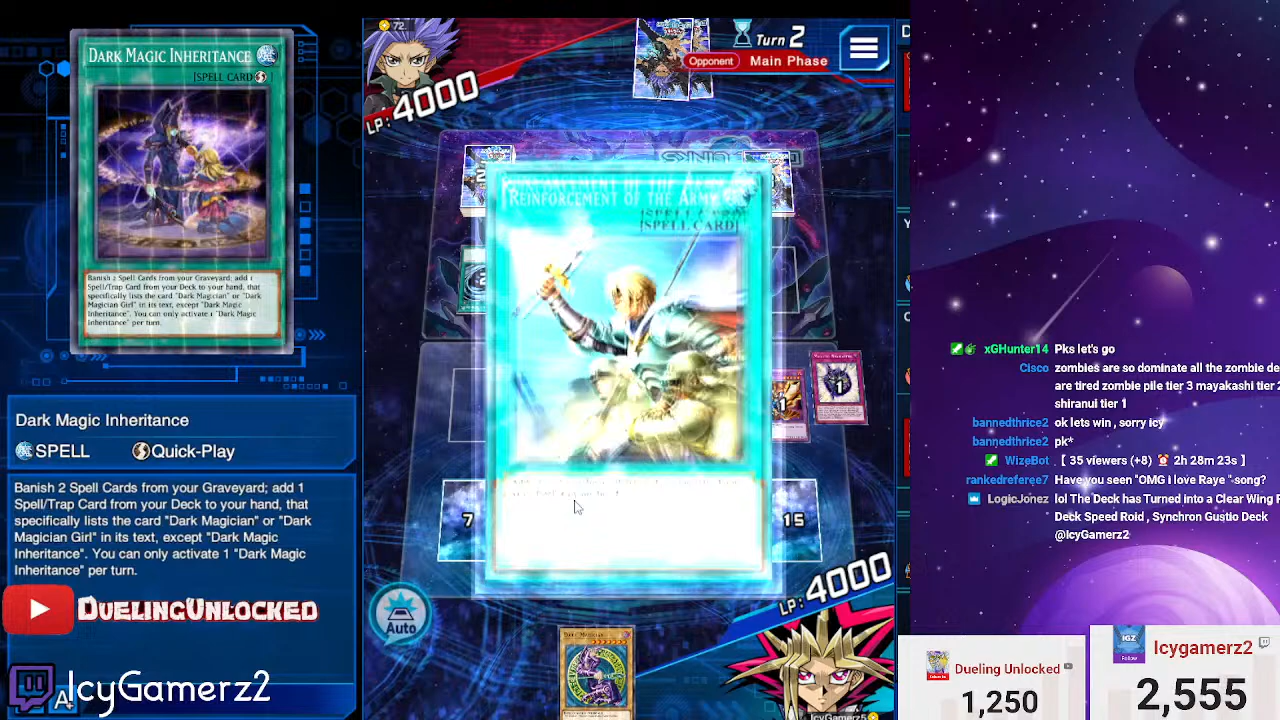 DARK MAGIC INHERITANCE
[SPELL CARD]
Banish 2 Spell Cards from your Graveyard; add 1
Spell/Trap Card from your Deck to your hand, that
specifically lists the card "Dark Magician" or "Dark
Magician Girl" in its text, except "Dark Magic
Inheritance". You can only activate 1 "Dark Magic
Inheritance" per turn.
Dark Magic Inheritance
SPELL
Quick-Play
Banish 2 Spell Cards from your Graveyard; add 1
Spell/Trap Card from your Deck to your hand, that
specifically lists the card "Dark Magician" or "Dark
Magician Girl" in its text, except "Dark Magic
Inheritance". You can only activate 1 "Dark Magic
Inheritance" per turn.
DUELINGUNLOCKED
IcyGamerz2
72
LP: 4000
Turn 2
Opponent
Main Phase
REINFORCEMENT OF THE ARMY
[SPELL CARD]
1
1
7
15
Auto
LP: 4000
DARK MAGICIAN
IcyGamerz5
xGHunter14 Pks let's go
Cisco zombies are so dominate all the zombie de
are tired zombie pile tier 3 mayakashi tier 2
shiranui tier 1
bannedthrice2 pk lets win , sorry icy
bannedthrice2 pk*
WizeBot [ 35 viewers (+8) 2h 28m 23s ]
rankedreferee7 Have you seen "OMG I love Raye "-song?
LogicJonez lol The Deck has Turned into a Clear Wing
Deck Speed Roid , Synchron Gustio Deck
@IcyGamerz2
Dueling Unlocked
1,250
IGZ
Follow
Icygamerz2
2,555